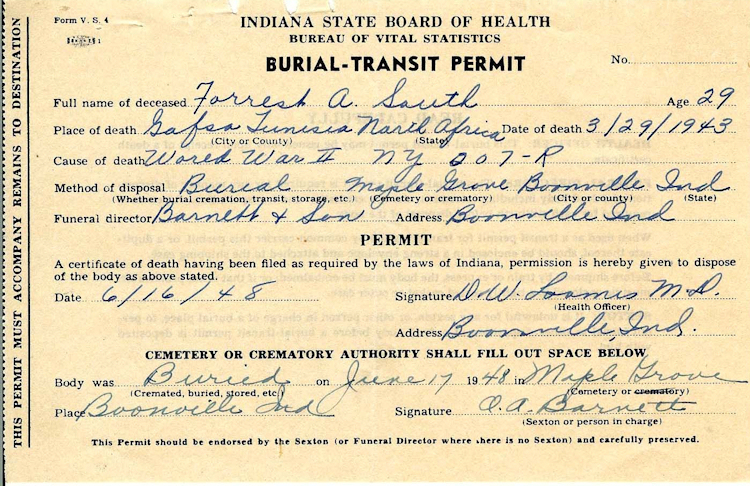 Form V. S. 4
INDIANA STATE BOARD OF HEALTH
BUREAU OF VITAL STATISTICS
BURIAL-TRANSIT PERMIT
No.
Full name of deceased Forrest A. South Age 29
Place of death Gafsa Tunisia North Africa Date of death 3/29/1943
(City or County) (State)
Cause of death World War II NY 207-R
Method of disposal Burial Maple Grove Boonville Ind
(Whether burial cremation, transit, storage, etc.) (Cemetery or crematory) (City or county) (State)
Funeral director Barnett & Son Address Boonville Ind
PERMIT
A certificate of death having been filed as required by the laws of Indiana, permission is hereby given to dispose
of the body as above stated.
Date 6/16/48 Signature D. W. Loomis M.D.
(Health Officer)
Address Boonville, Ind.
CEMETERY OR CREMATORY AUTHORITY SHALL FILL OUT SPACE BELOW
Body was Buried on June 17 1948 in Maple Grove
(Cremated, buried, stored, etc.) (Cemetery or crematory)
Place Boonville Ind Signature O. A. Barnett
(Sexton or person in charge)
This Permit should be endorsed by the Sexton (or Funeral Director where there is no Sexton) and carefully preserved.
THIS PERMIT MUST ACCOMPANY REMAINS TO DESTINATION